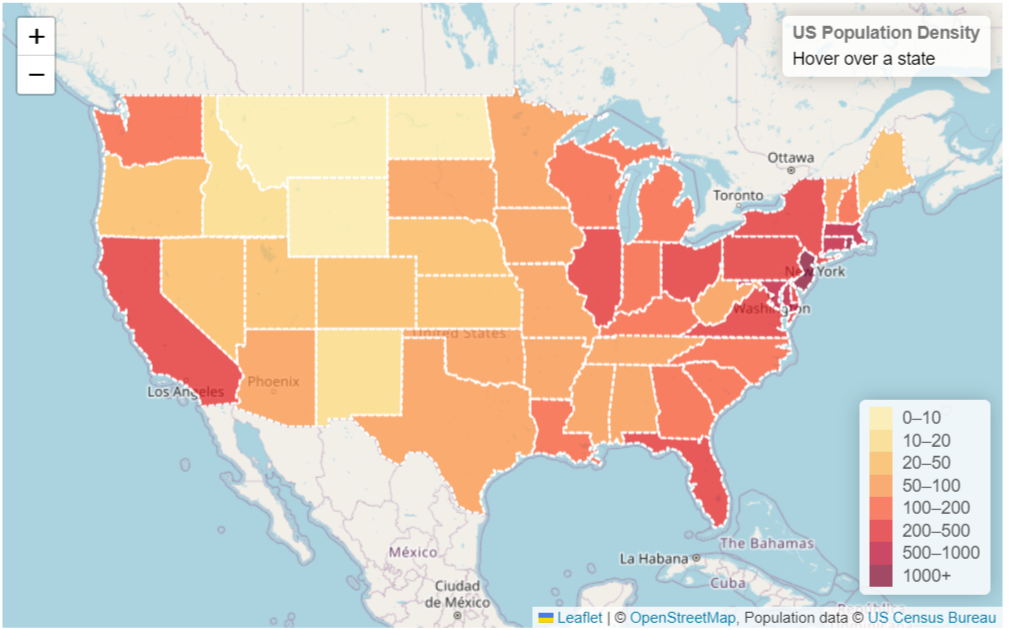 +
−
US Population Density
Hover over a state
Ottawa
Toronto
New York
Washington
United States
Phoenix
Los Angeles
0–10
10–20
20–50
50–100
100–200
200–500
500–1000
1000+
The Bahamas
La Habana
México
Cuba
Ciudad
de México
Leaflet | © OpenStreetMap, Population data © US Census Bureau